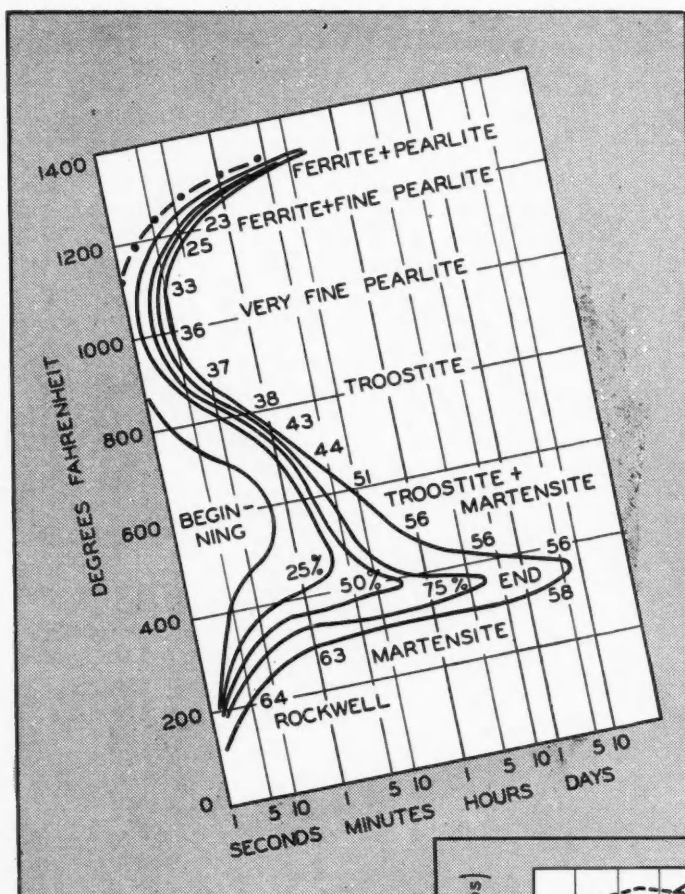 1400
FERRITE+PEARLITE
23
FERRITE+FINE PEARLITE
25
1200
33
VERY FINE PEARLITE
36
1000
37
TROOSTITE
38
43
800
44
51
TROOSTITE +
MARTENSITE
BEGIN-
NING
56
56
56
600
25%
50%
75%
END
58
400
63
MARTENSITE
64
ROCKWELL
200
0
DEGREES FAHRENHEIT
1 5 10 1 5 10 1 5 10 1 5 10
SECONDS MINUTES HOURS DAYS